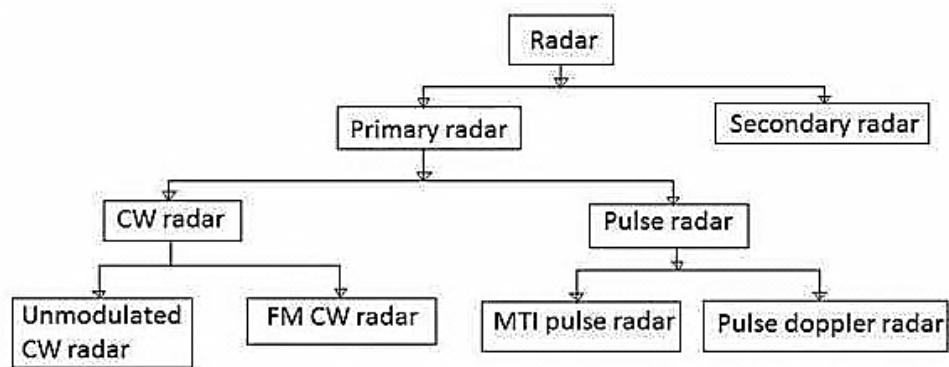 Radar
Primary radar
Secondary radar
CW radar
Pulse radar
Unmodulated
CW radar
FM CW radar
MTI pulse radar
Pulse doppler radar